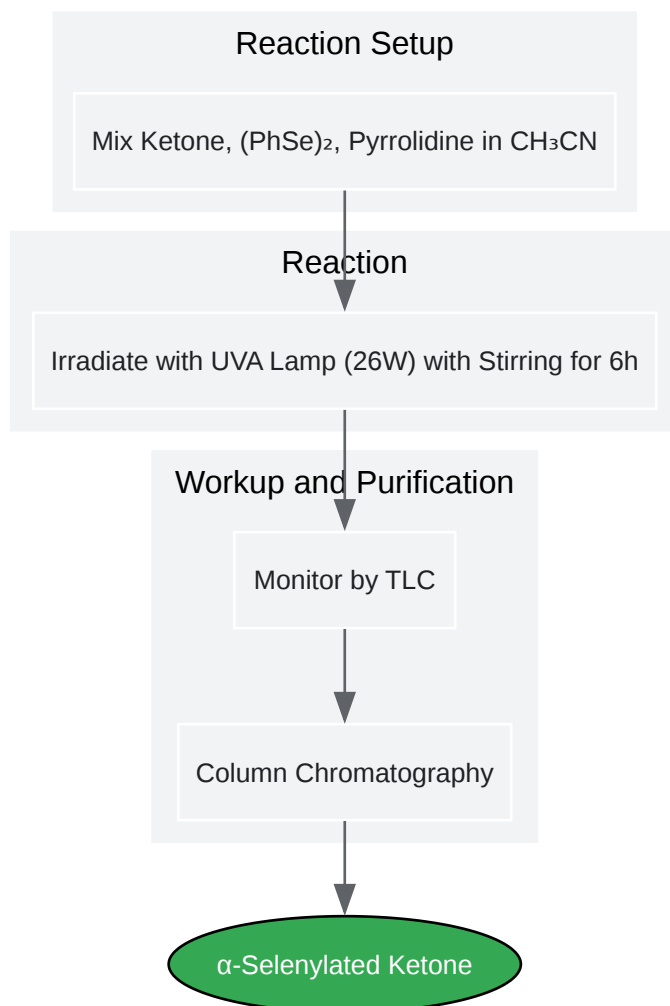 Reaction Setup
Mix Ketone, (PhSe)₂, Pyrrolidine in CH₃CN
Reaction
Irradiate with UVA Lamp (26W) with Stirring for 6h
Workup and Purification
Monitor by TLC
Column Chromatography
α-Selenylated Ketone